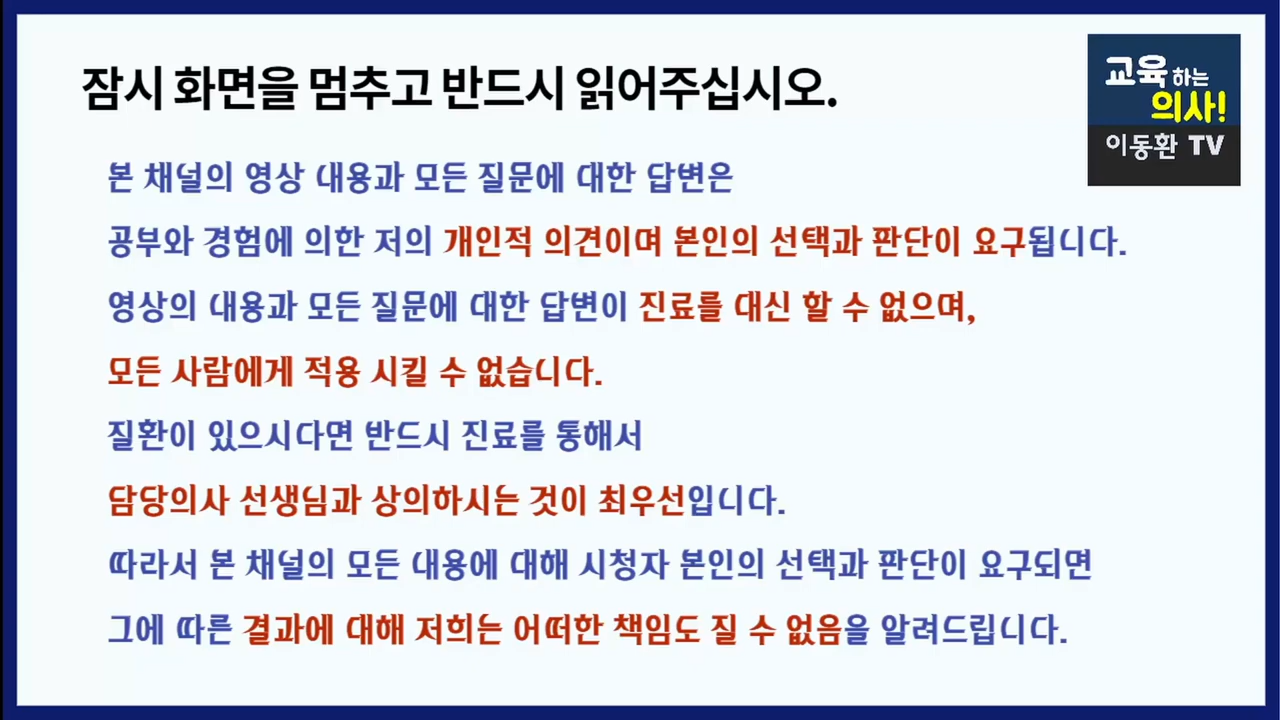 잠시 화면을 멈추고 반드시 읽어주십시오.
교육 하는
의사!
이동환 TV
본 채널의 영상 내용과 모든 질문에 대한 답변은
공부와 경험에 의한 저의 개인적 의견이며 본인의 선택과 판단이 요구됩니다.
영상의 내용과 모든 질문에 대한 답변이 진료를 대신 할 수 없으며,
모든 사람에게 적용 시킬 수 없습니다.
질환이 있으시다면 반드시 진료를 통해서
담당의사 선생님과 상의하시는 것이 최우선입니다.
따라서 본 채널의 모든 내용에 대해 시청자 본인의 선택과 판단이 요구되면
그에 따른 결과에 대해 저희는 어떠한 책임도 질 수 없음을 알려드립니다.